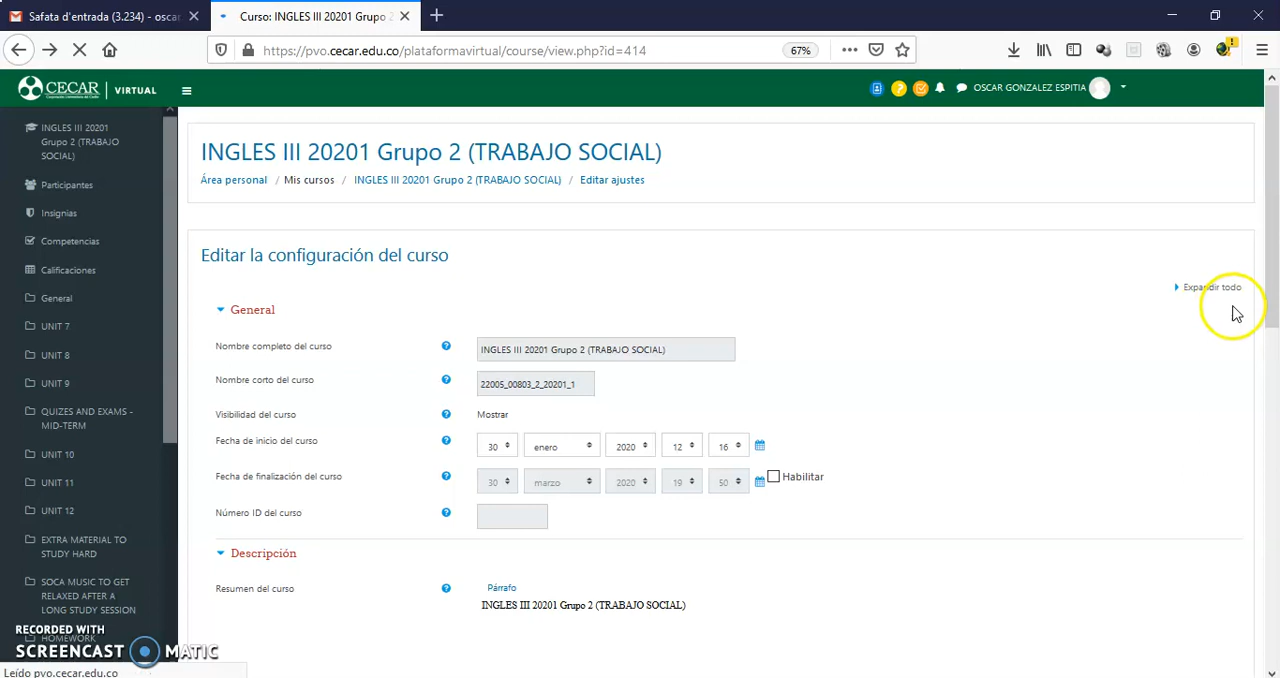 Safata d'entrada (3.234) - oscar
Curso: INGLES III 20201 Grupo 2
https://pvo.cecar.edu.co/plataformavirtual/course/view.php?id=414
67%
CECAR
VIRTUAL
OSCAR GONZALEZ ESPITIA
INGLES III 20201
Grupo 2 (TRABAJO
SOCIAL)
Participantes
Insignias
Competencias
Calificaciones
General
UNIT 7
UNIT 8
UNIT 9
QUIZES AND EXAMS -
MID-TERM
UNIT 10
UNIT 11
UNIT 12
EXTRA MATERIAL TO
STUDY HARD
SOCA MUSIC TO GET
RELAXED AFTER A
LONG STUDY SESSION
HOMEWORK
INGLES III 20201 Grupo 2 (TRABAJO SOCIAL)
Área personal / Mis cursos / INGLES III 20201 Grupo 2 (TRABAJO SOCIAL) / Editar ajustes
Editar la configuración del curso
Expandir todo
General
Nombre completo del curso INGLES III 20201 Grupo 2 (TRABAJO SOCIAL)
Nombre corto del curso 22005_00803_2_20201_1
Visibilidad del curso Mostrar
Fecha de inicio del curso 30 enero 2020 12 16
Fecha de finalización del curso 30 marzo 2020 19 50 Habilitar
Número ID del curso
Descripción
Resumen del curso Párrafo
INGLES III 20201 Grupo 2 (TRABAJO SOCIAL)
RECORDED WITH
SCREENCAST MATIC
Leído pvo.cecar.edu.co